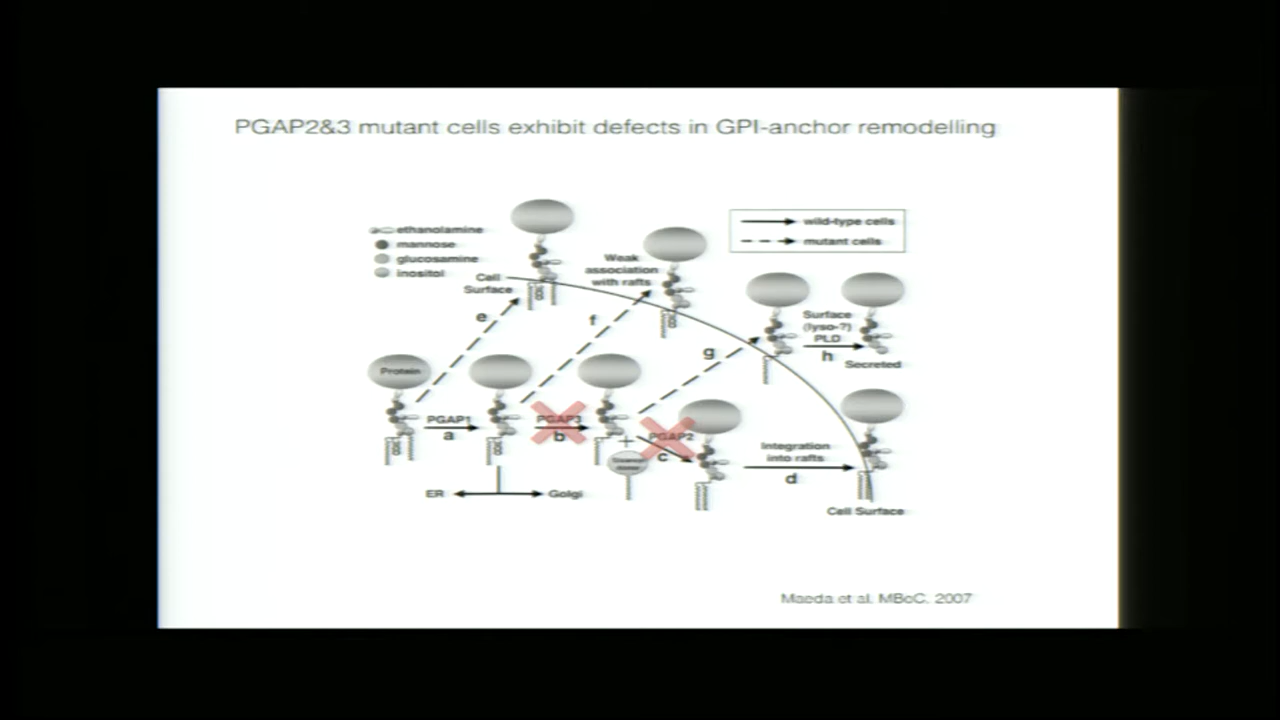 PGAP2&3 mutant cells exhibit defects in GPI-anchor remodelling
ethanolamine
mannose
glucosamine
inositol
Cell
Surface
Weak
association
with rafts
wild-type cells
mutant cells
e
f
g
Surface
(lyso-?)
PLD
h
Secreted
Protein
PGAP1
a
PGAP3
b
+
PGAP2
c
Integration
into rafts
d
ER
Golgi
Cell Surface
Maeda et al. MBoC. 2007